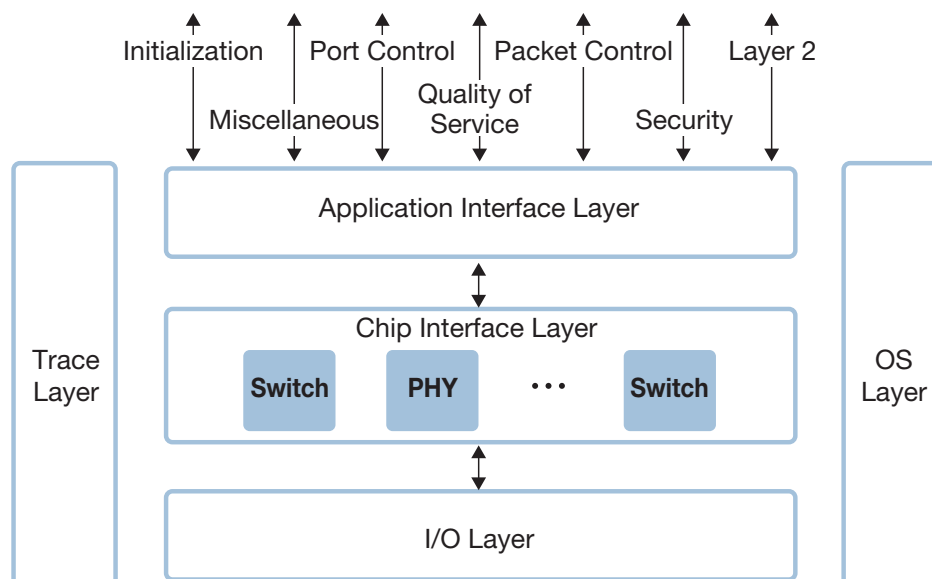 Initialization
Port Control
Packet Control
Layer 2
Miscellaneous
Quality of
Service
Security
Application Interface Layer
Chip Interface Layer
Trace
Layer
Switch
PHY
•••
Switch
OS
Layer
I/O Layer